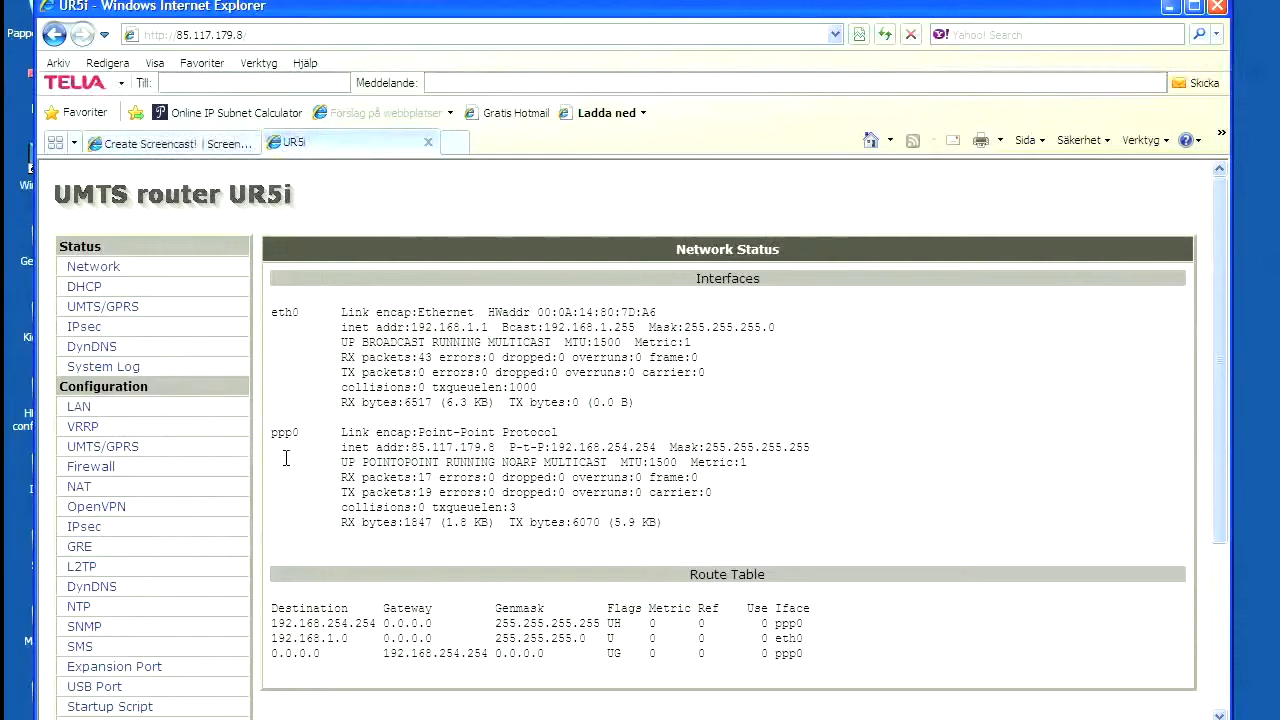 UR5i - Windows Internet Explorer
http://85.117.179.8/
Yahoo! Search
Arkiv Redigera Visa Favoriter Verktyg Hjälp
TELIA Till: Meddelande: Skicka
Favoriter Online IP Subnet Calculator Förslag på webbplatser Gratis Hotmail Ladda ned
Create Screencast! | Screen... UR5i Sida Säkerhet Verktyg
UMTS router UR5i
Status
Network
DHCP
UMTS/GPRS
IPsec
DynDNS
System Log
Configuration
LAN
VRRP
UMTS/GPRS
Firewall
NAT
OpenVPN
IPsec
GRE
L2TP
DynDNS
NTP
SNMP
SMS
Expansion Port
USB Port
Startup Script
Network Status
Interfaces
eth0 Link encap:Ethernet HWaddr 00:0A:14:80:7D:A6
inet addr:192.168.1.1 Bcast:192.168.1.255 Mask:255.255.255.0
UP BROADCAST RUNNING MULTICAST MTU:1500 Metric:1
RX packets:43 errors:0 dropped:0 overruns:0 frame:0
TX packets:0 errors:0 dropped:0 overruns:0 carrier:0
collisions:0 txqueuelen:1000
RX bytes:6517 (6.3 KB) TX bytes:0 (0.0 B)
ppp0 Link encap:Point-Point Protocol
inet addr:85.117.179.8 P-t-P:192.168.254.254 Mask:255.255.255.255
UP POINTOPOINT RUNNING NOARP MULTICAST MTU:1500 Metric:1
RX packets:17 errors:0 dropped:0 overruns:0 frame:0
TX packets:19 errors:0 dropped:0 overruns:0 carrier:0
collisions:0 txqueuelen:3
RX bytes:1847 (1.8 KB) TX bytes:6070 (5.9 KB)
Route Table
Destination Gateway Genmask Flags Metric Ref Use Iface
192.168.254.254 0.0.0.0 255.255.255.255 UH 0 0 0 ppp0
192.168.1.0 0.0.0.0 255.255.255.0 U 0 0 0 eth0
0.0.0.0 192.168.254.254 0.0.0.0 UG 0 0 0 ppp0